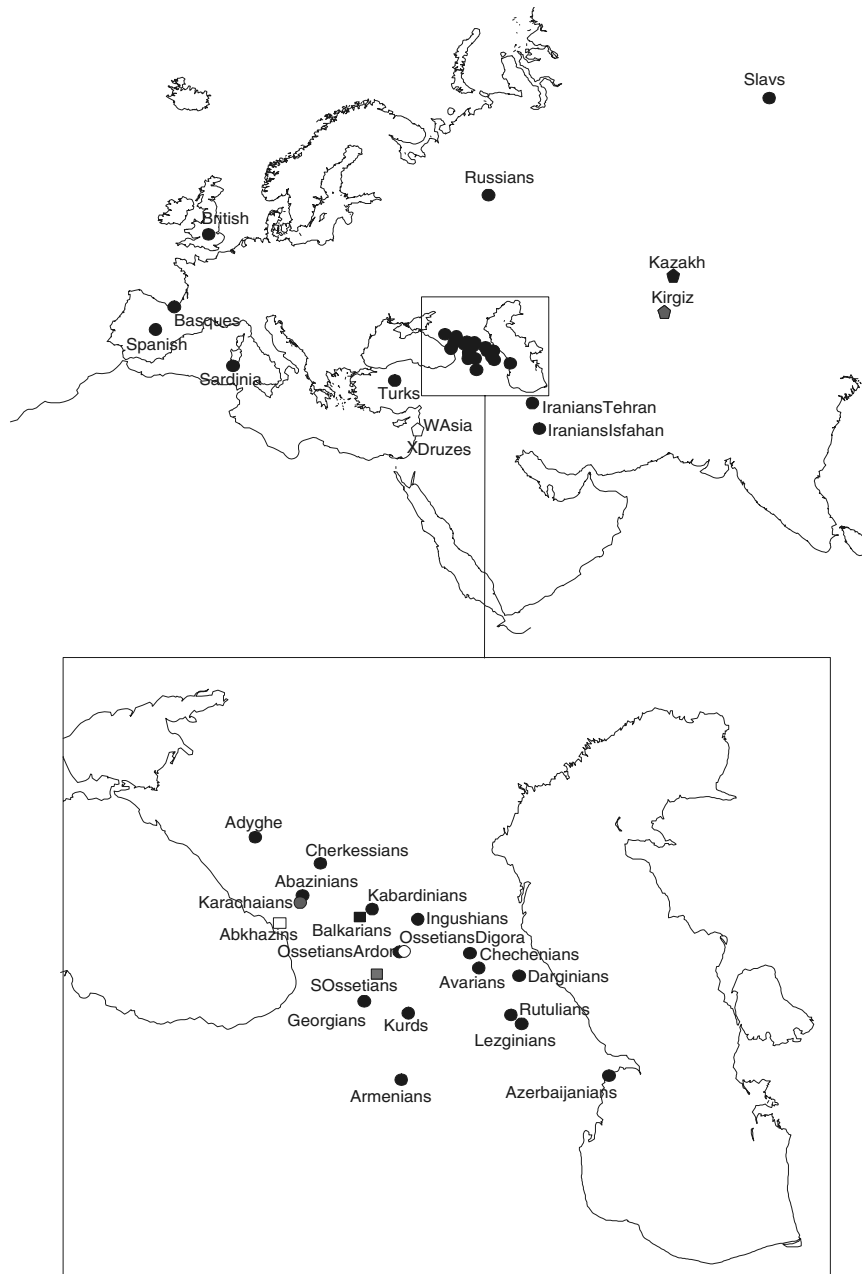 Slavs
Russians
British
Kazakh
Kirgiz
Basques
Spanish
Sardinia
Turks
IraniansTehran
WAsia
IraniansIsfahan
XDruzes
Adyghe
Cherkessians
Abazinians
Karachaians
Kabardinians
Ingushians
Abkhazins
Balkarians
OssetiansDigora
OssetiansArdon
Chechenians
Avarians
Darginians
SOssetians
Georgians
Kurds
Rutulians
Lezginians
Armenians
Azerbaijanians